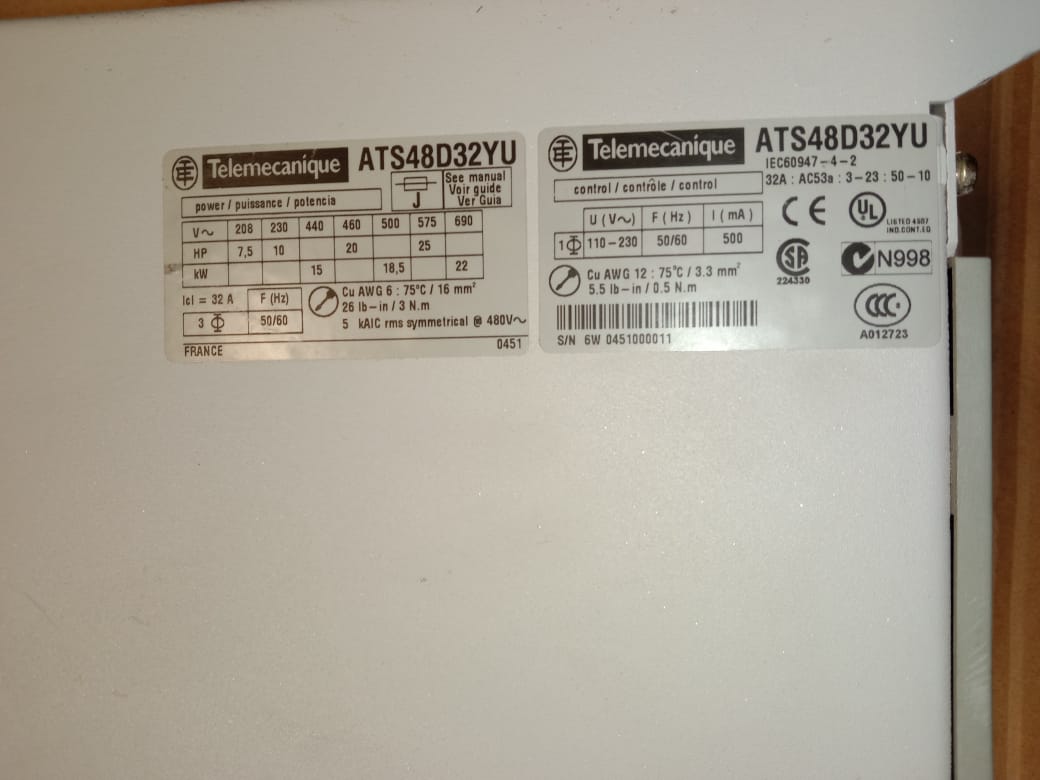 Telemecanique ATS48D32YU
power / puissance / potencia
J
See manual
Voir guide
Ver Guia
V~ 208 230 440 460 500 575 690
HP 7,5 10 20 25
kW 15 18,5 22
Icl = 32 A F (Hz)
3 Φ 50/60
Cu AWG 6 : 75°C / 16 mm²
26 lb-in / 3 N.m
5 kAIC rms symmetrical @ 480V~
FRANCE 0451
Telemecanique ATS48D32YU
IEC60947-4-2
control / contrôle / control
32A : AC53a : 3-23 : 50-10
U (V~) F (Hz) I (mA)
1Φ 110-230 50/60 500
Cu AWG 12 : 75°C / 3.3 mm²
5.5 lb-in / 0.5 N.m
S/N 6W 0451000011
CE
UL
LISTED 4S07
IND.CONT.EQ
SA
224330
N998
CCC
A012723